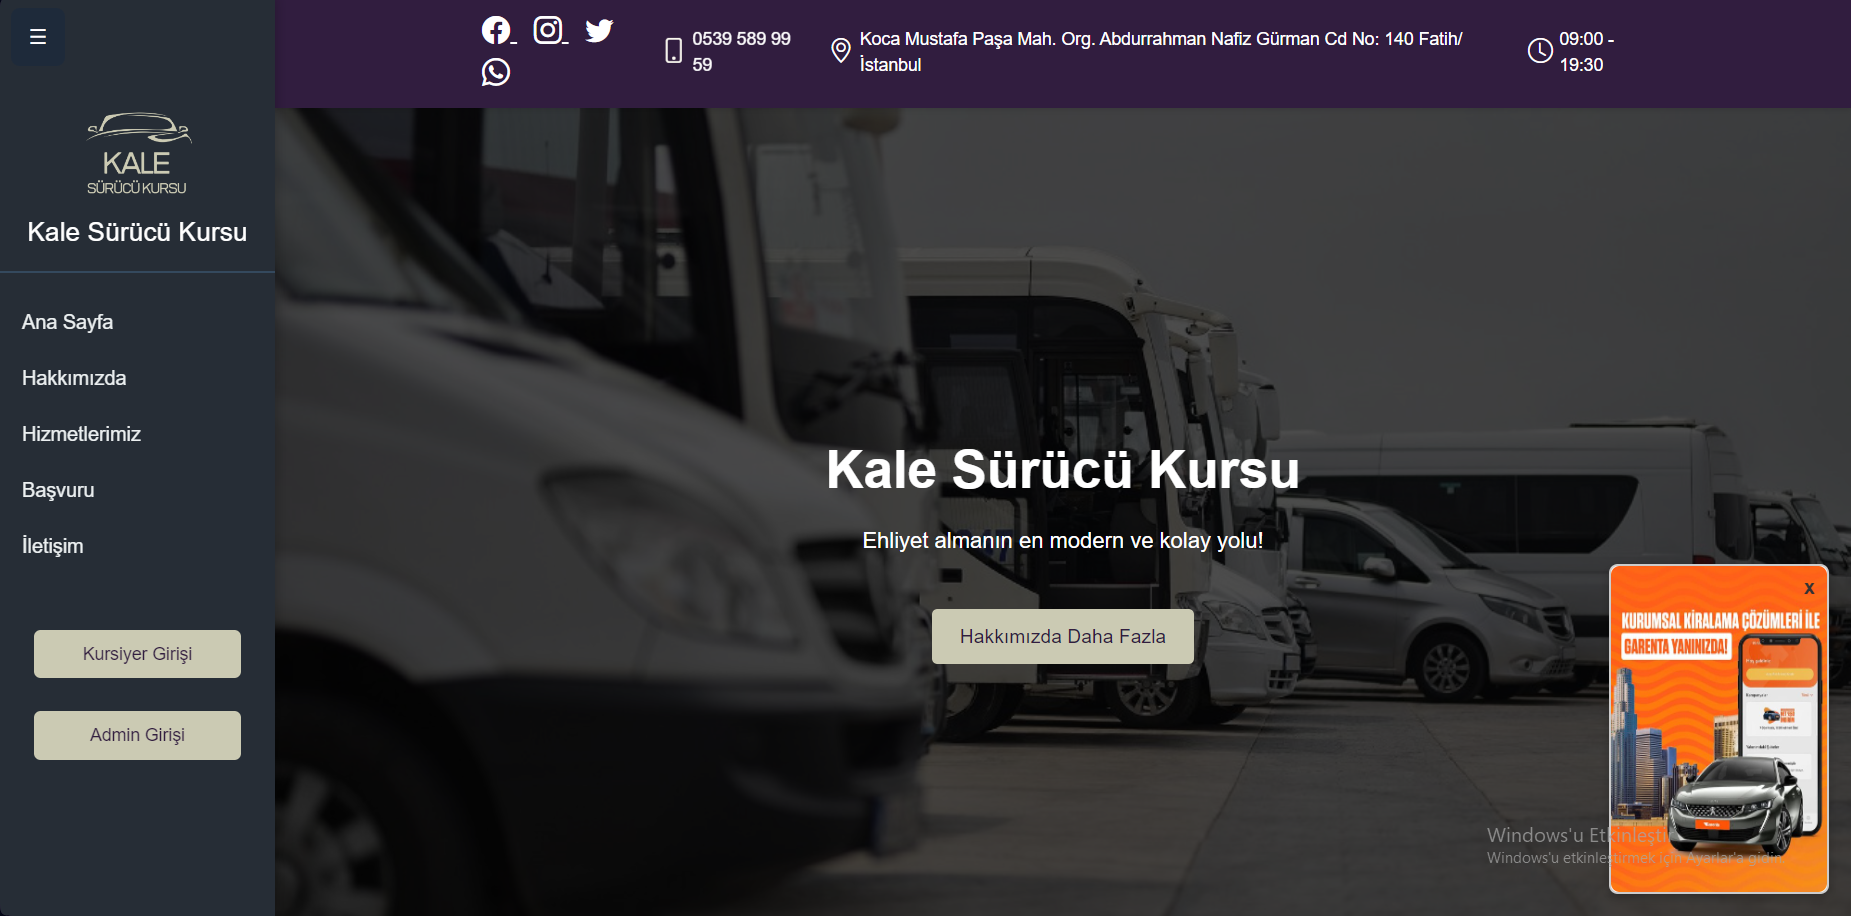 ☰
KALE
SÜRÜCÜ KURSU
Kale Sürücü Kursu
Ana Sayfa
Hakkımızda
Hizmetlerimiz
Başvuru
İletişim
Kursiyer Girişi
Admin Girişi
0539 589 99
59
Koca Mustafa Paşa Mah. Org. Abdurrahman Nafiz Gürman Cd No: 140 Fatih/
İstanbul
09:00 -
19:30
Kale Sürücü Kursu
Ehliyet almanın en modern ve kolay yolu!
Hakkımızda Daha Fazla
x
KURUMSAL KİRALAMA ÇÖZÜMLERİ İLE
GARENTA YANINIZDA!
Windows'u Etkinleştir
Windows'u etkinleştirmek için Ayarlar'a gidin.